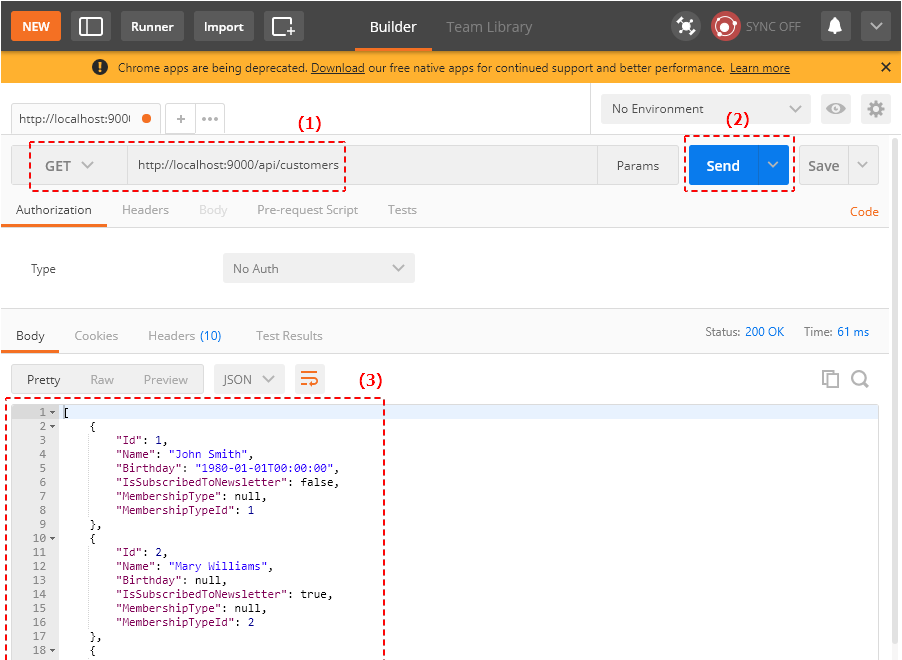 NEW Runner Import Builder Team Library SYNC OFF
Chrome apps are being deprecated. Download our free native apps for continued support and better performance. Learn more
http://localhost:900 No Environment
(1) (2)
GET http://localhost:9000/api/customers Params Send Save
Authorization Headers Body Pre-request Script Tests Code
Type No Auth
Body Cookies Headers (10) Test Results Status: 200 OK Time: 61 ms
Pretty Raw Preview JSON (3)
1 [
2 {
3 "Id": 1,
4 "Name": "John Smith",
5 "Birthday": "1980-01-01T00:00:00",
6 "IsSubscribedToNewsletter": false,
7 "MembershipType": null,
8 "MembershipTypeId": 1
9 },
10 {
11 "Id": 2,
12 "Name": "Mary Williams",
13 "Birthday": null,
14 "IsSubscribedToNewsletter": true,
15 "MembershipType": null,
16 "MembershipTypeId": 2
17 },
18 {